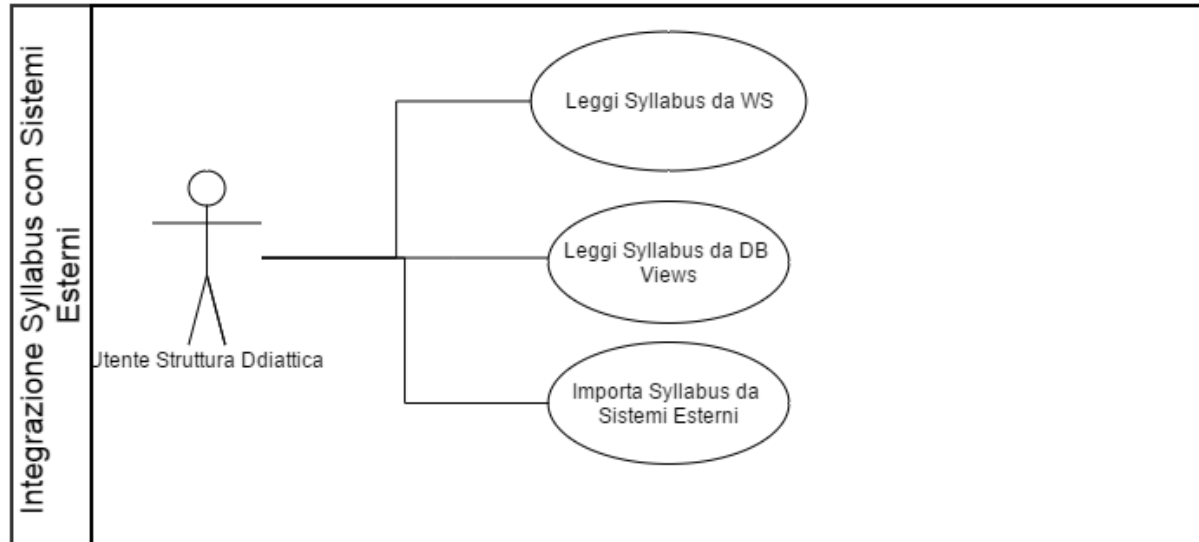 Integrazione Syllabus con Sistemi
Esterni
Leggi Syllabus da WS
Leggi Syllabus da DB
Views
Utente Struttura Ddiattica
Importa Syllabus da
Sistemi Esterni